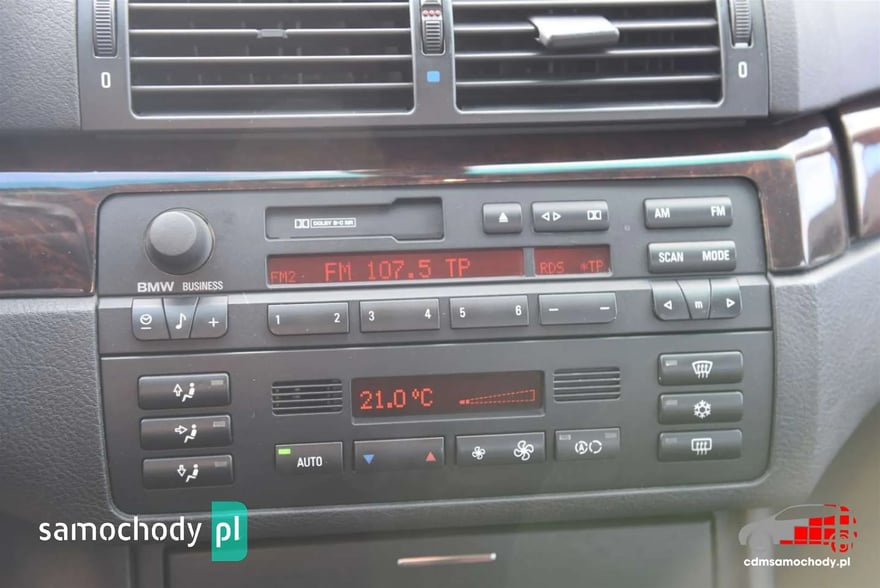 0
0
DOLBY B-C NR
AM FM
FM2· FM 107.5 TP RDS *TP
SCAN MODE
BMW BUSINESS
1 2 3 4 5 6 – –
m
+
21.0°C
AUTO
A
samochody pl
cdmsamochody.pl